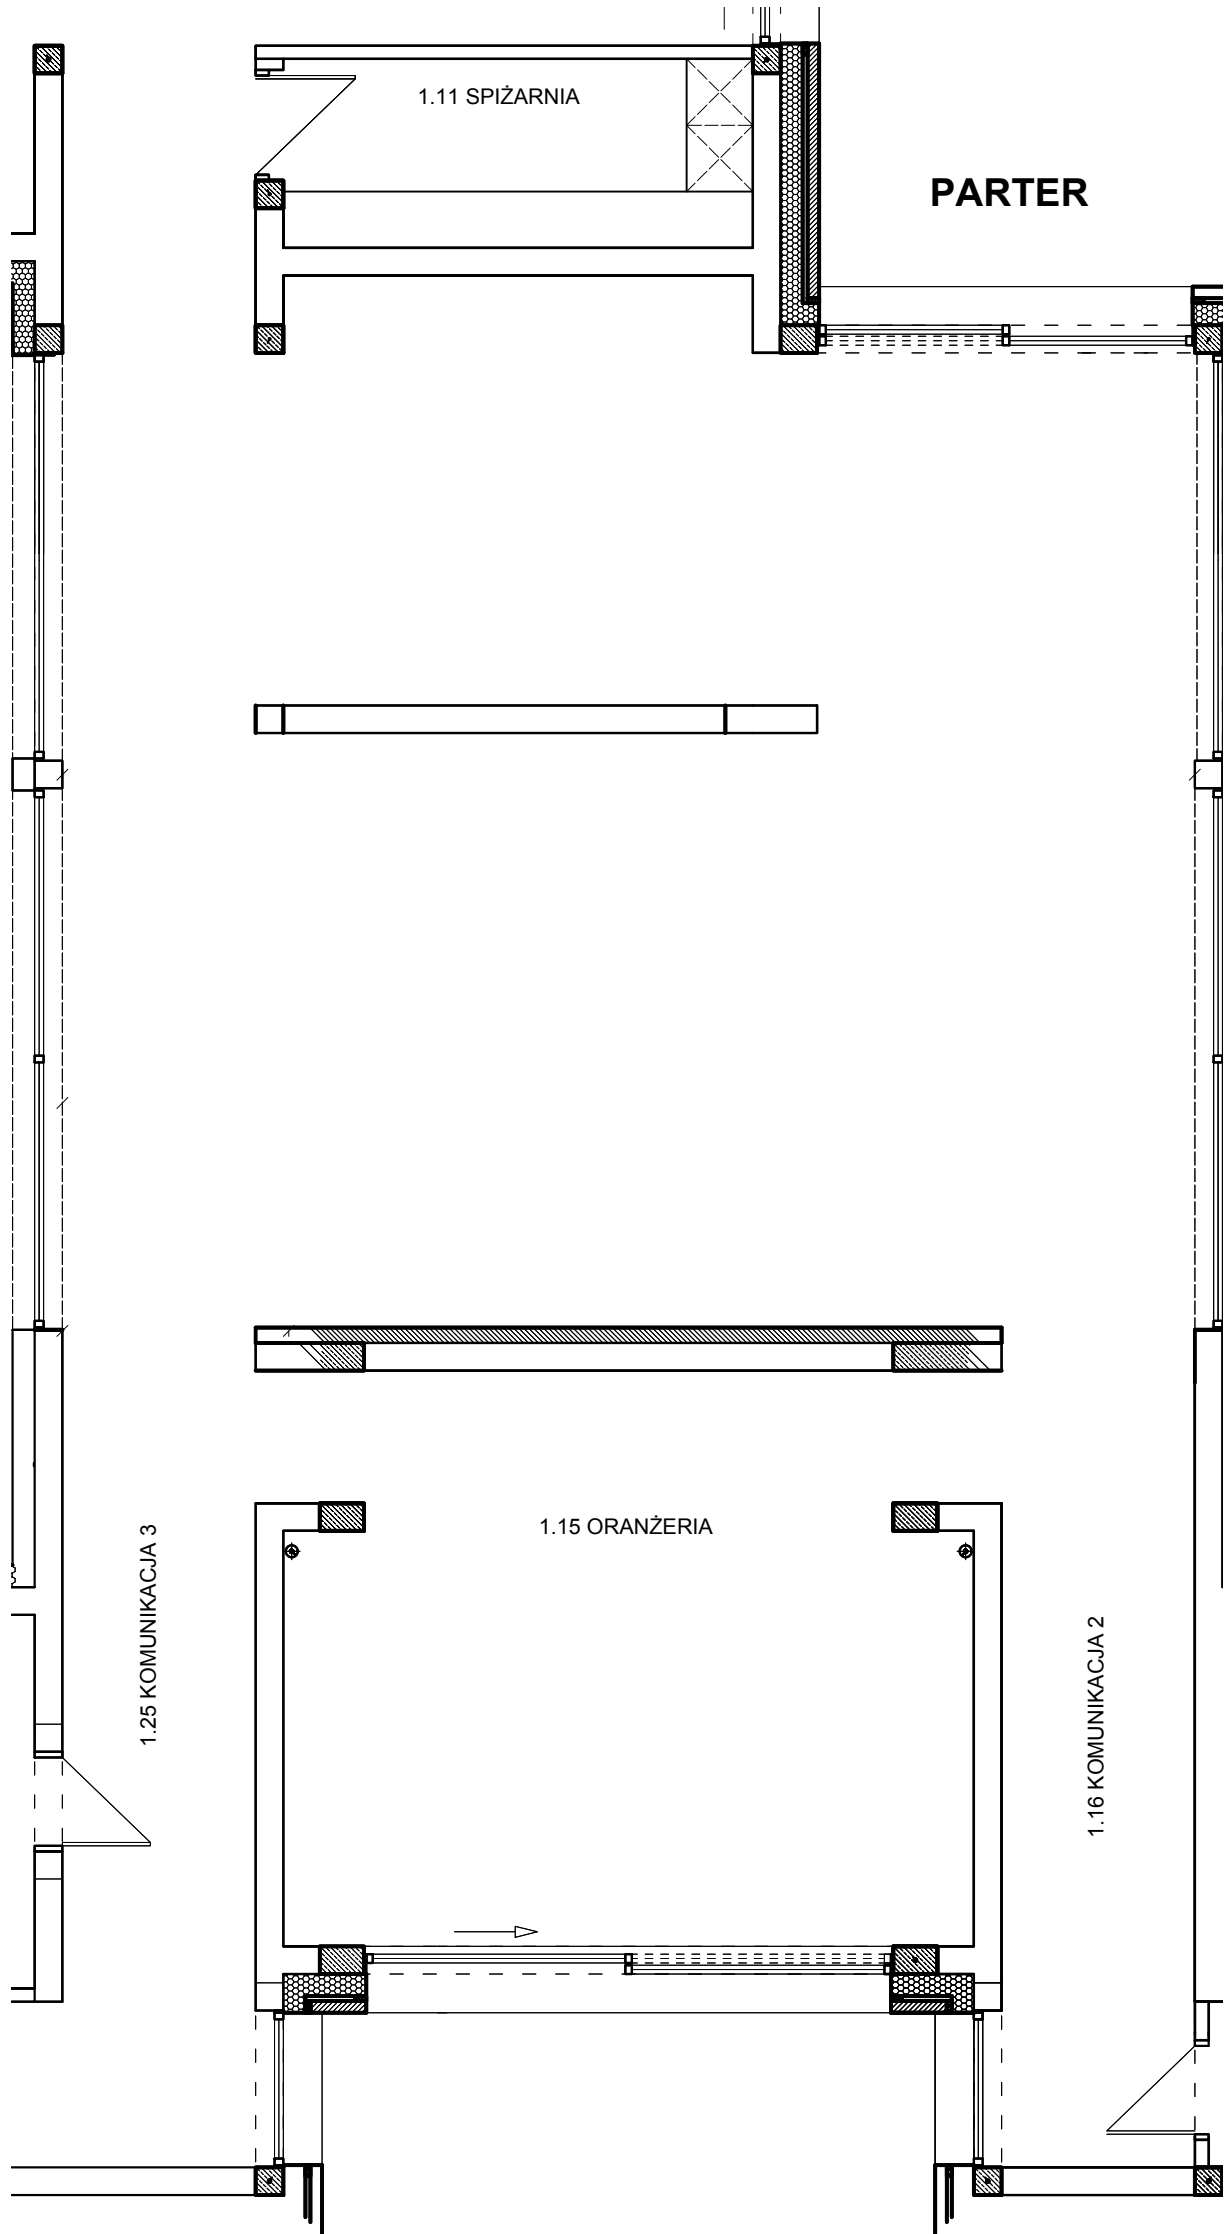 1.11 SPIŻARNIA
PARTER
1.15 ORANŻERIA
1.25 KOMUNIKACJA 3
1.16 KOMUNIKACJA 2